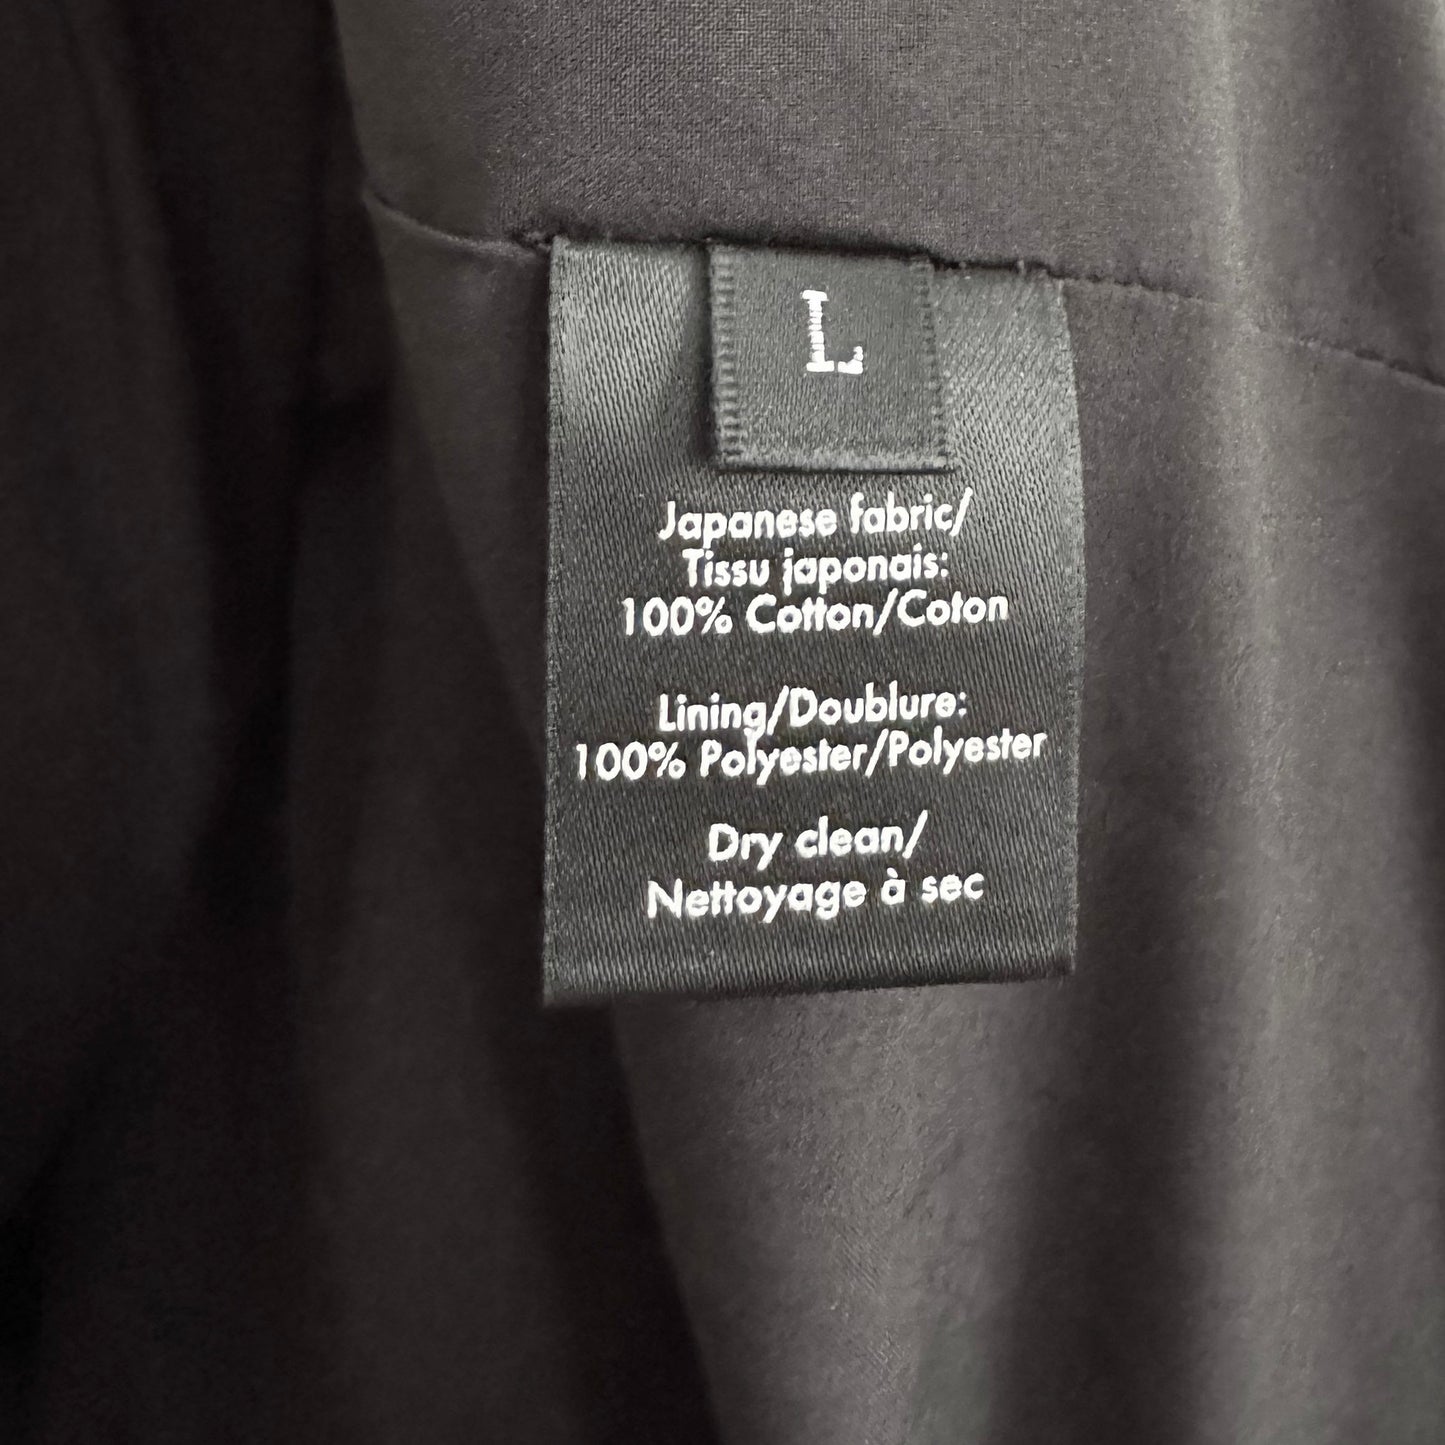 L
Japanese fabric/
Tissu japonais:
100% Cotton/Coton
Lining/Doublure:
100% Polyester/Polyester
Dry clean/
Nettoyage à sec